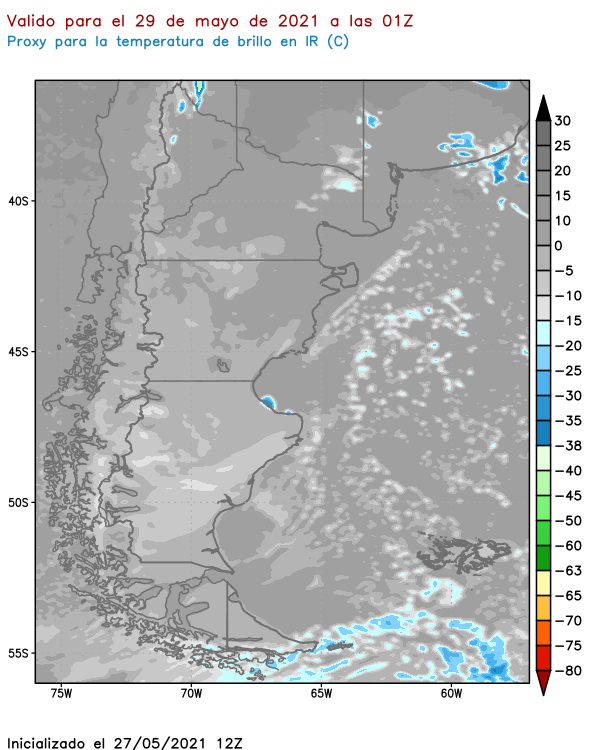 Valido para el 29 de mayo de 2021 a las 01Z
Proxy para la temperatura de brillo en IR (C)
40S
45S
50S
55S
75W
70W
65W
60W
30
25
20
15
10
0
−5
−10
−15
−20
−25
−30
−35
−38
−40
−45
−50
−60
−63
−65
−70
−75
−80
Inicializado el 27/05/2021 12Z